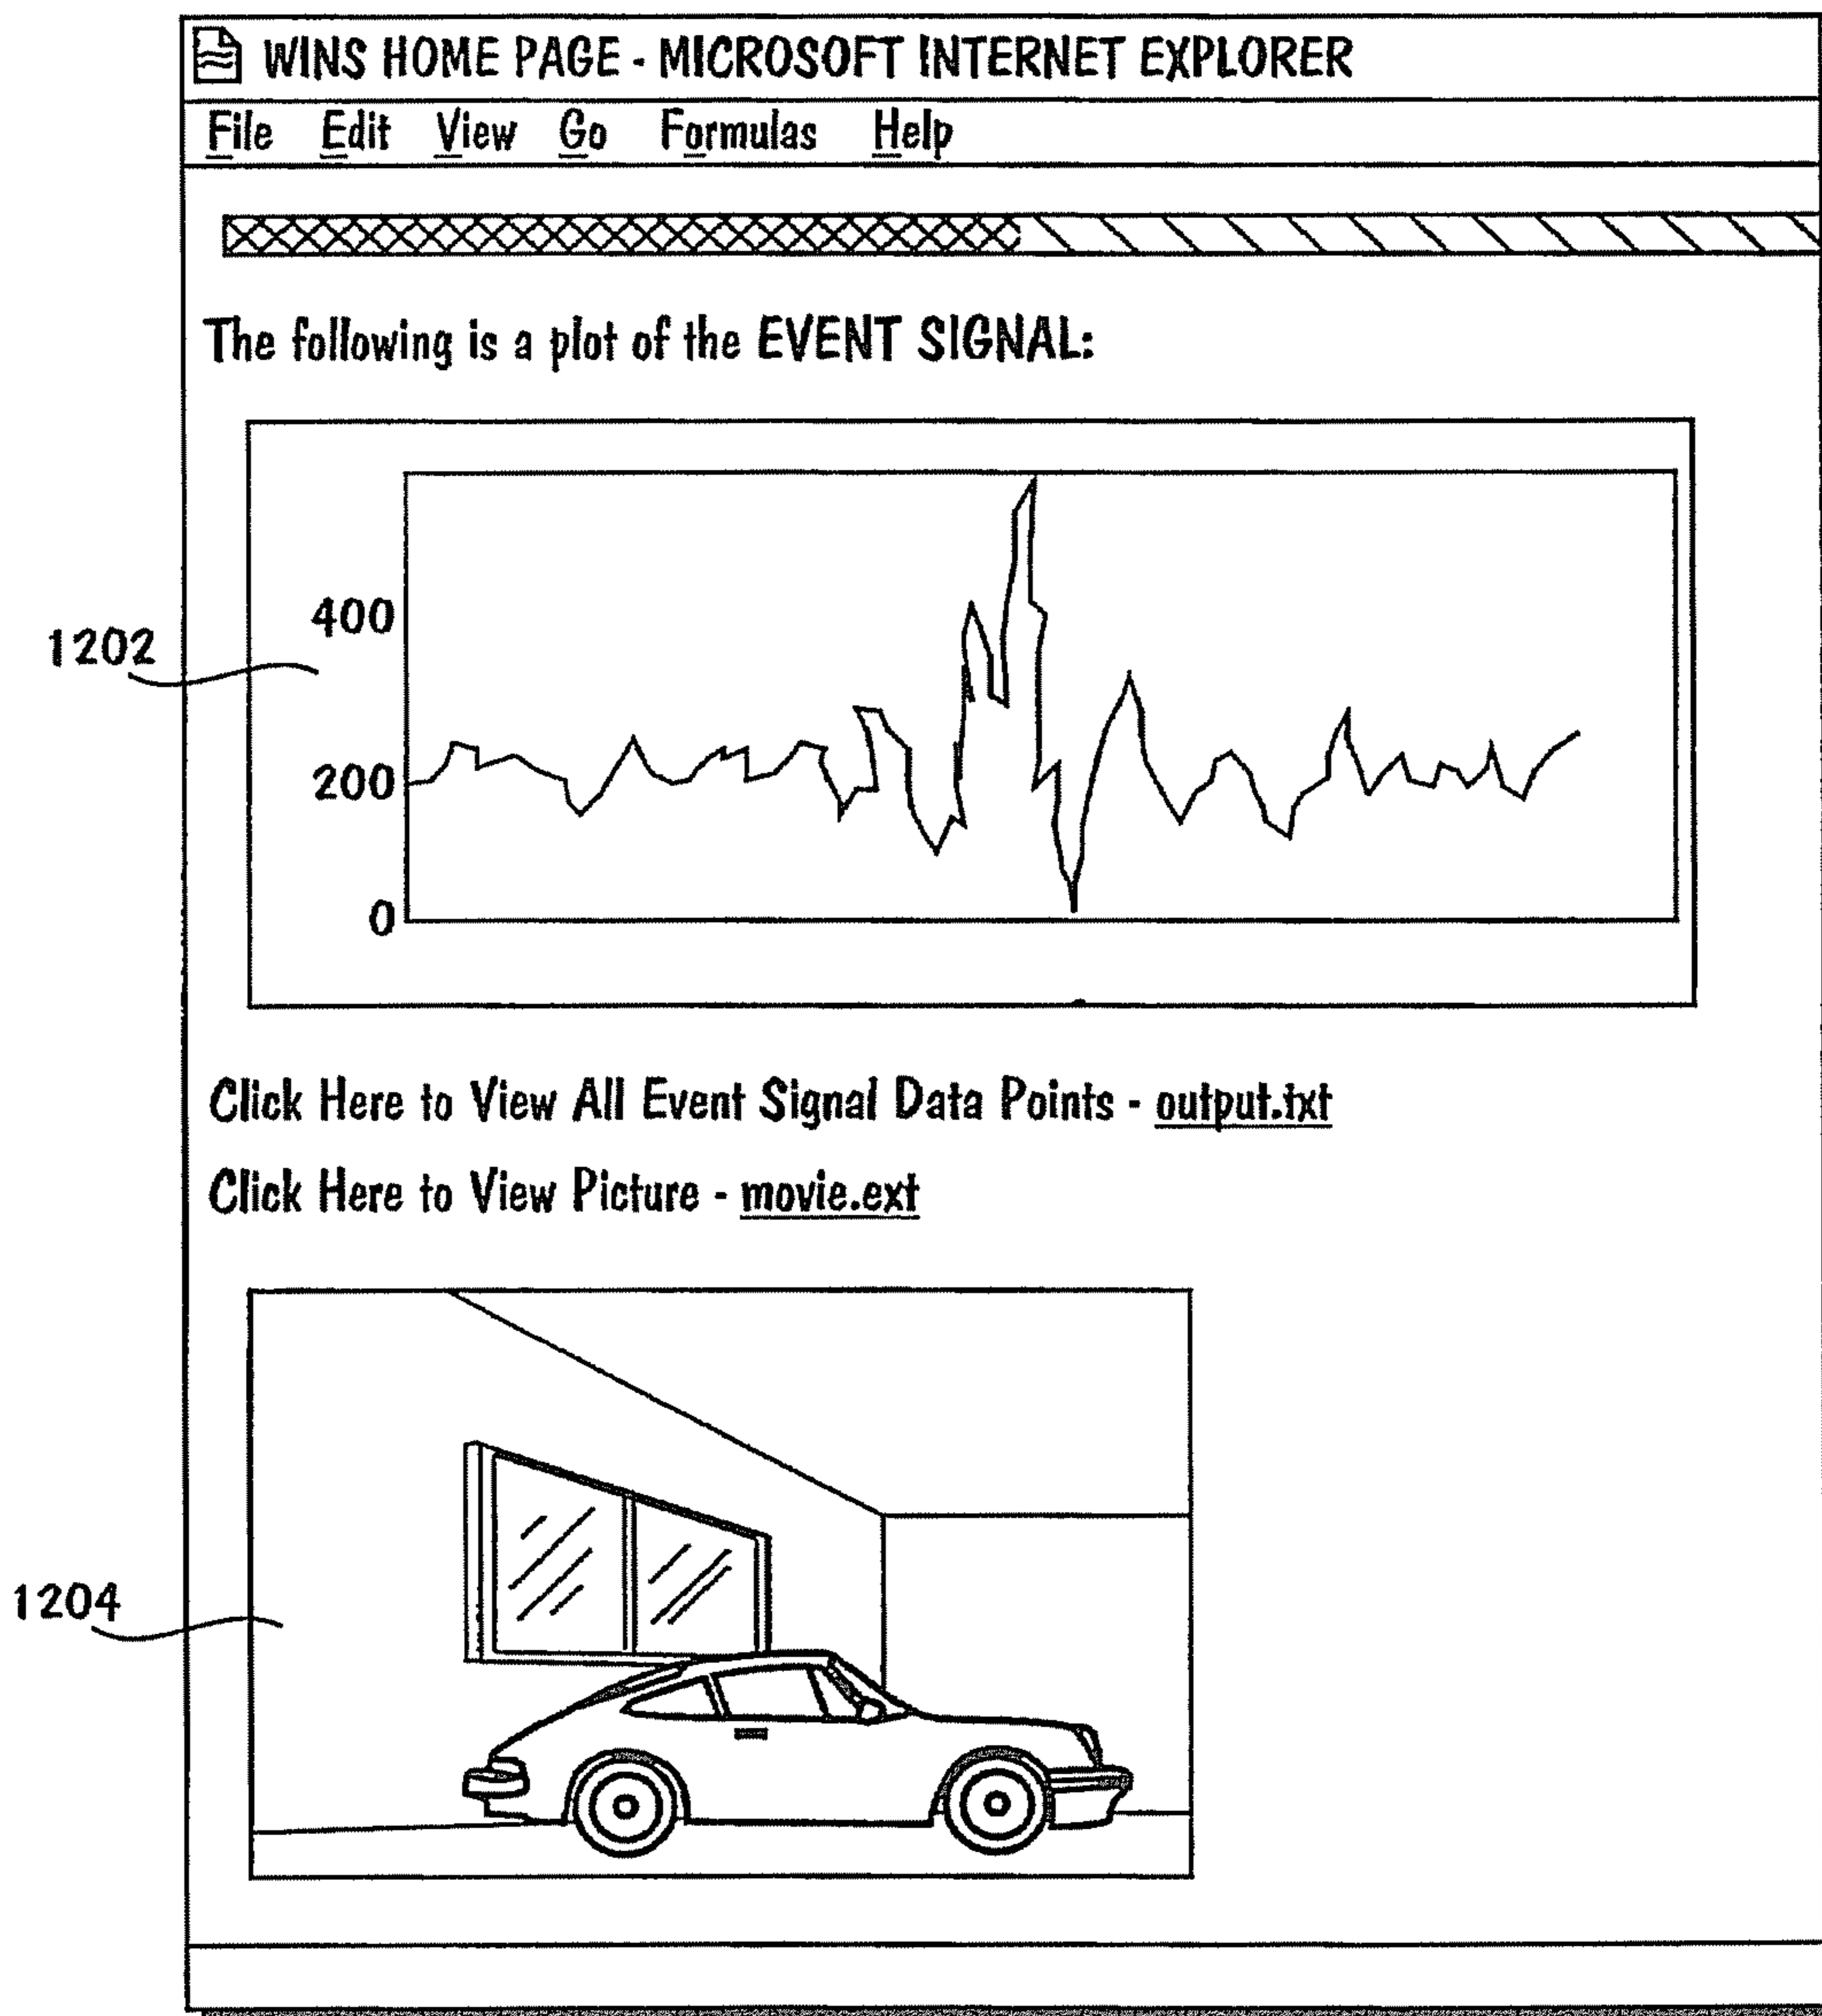 WINS HOME PAGE - MICROSOFT INTERNET EXPLORER
File Edit View Go Formulas Help
The following is a plot of the EVENT SIGNAL:
400
1202
200
0
Click Here to View All Event Signal Data Points - output.txt
Click Here to View Picture - movie.ext
1204